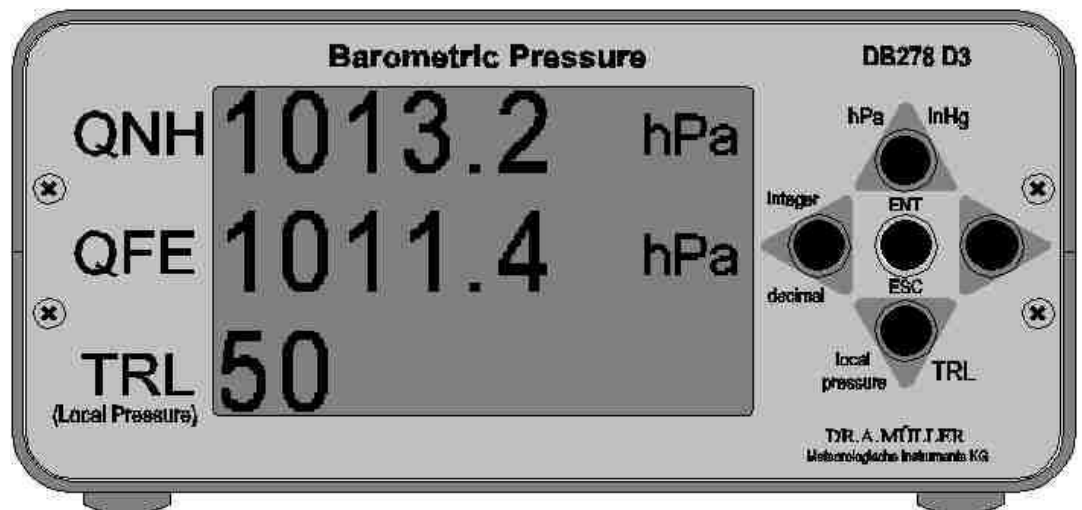 Barometric Pressure
DB278 D3
QNH 1013.2 hPa
hPa InHg
QFE 1011.4 hPa
integer
ENT
ESC
decimal
TRL 50
(Local Pressure)
local
pressure
TRL
DR.A.MÜLLER
Meteorologische Instrumente KG